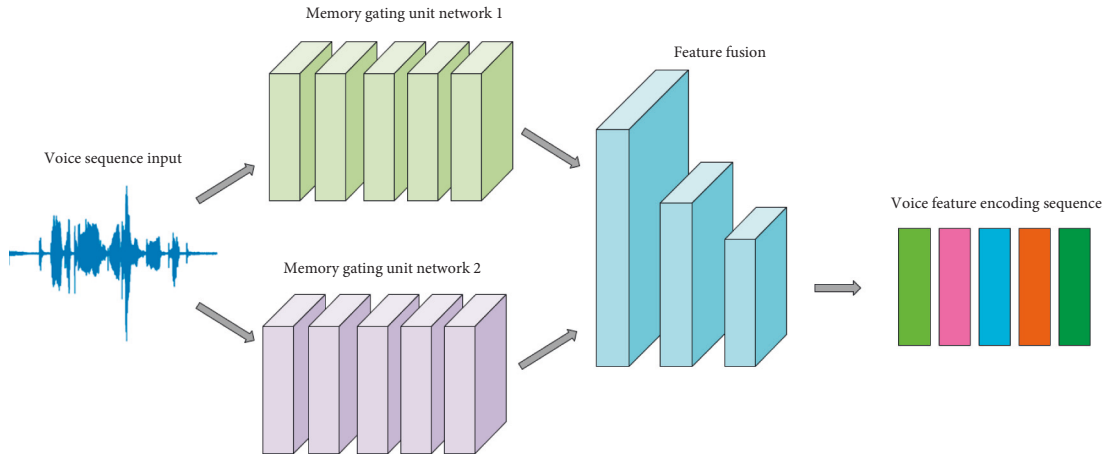 Memory gating unit network 1
Feature fusion
Voice sequence input
Voice feature encoding sequence
Memory gating unit network 2